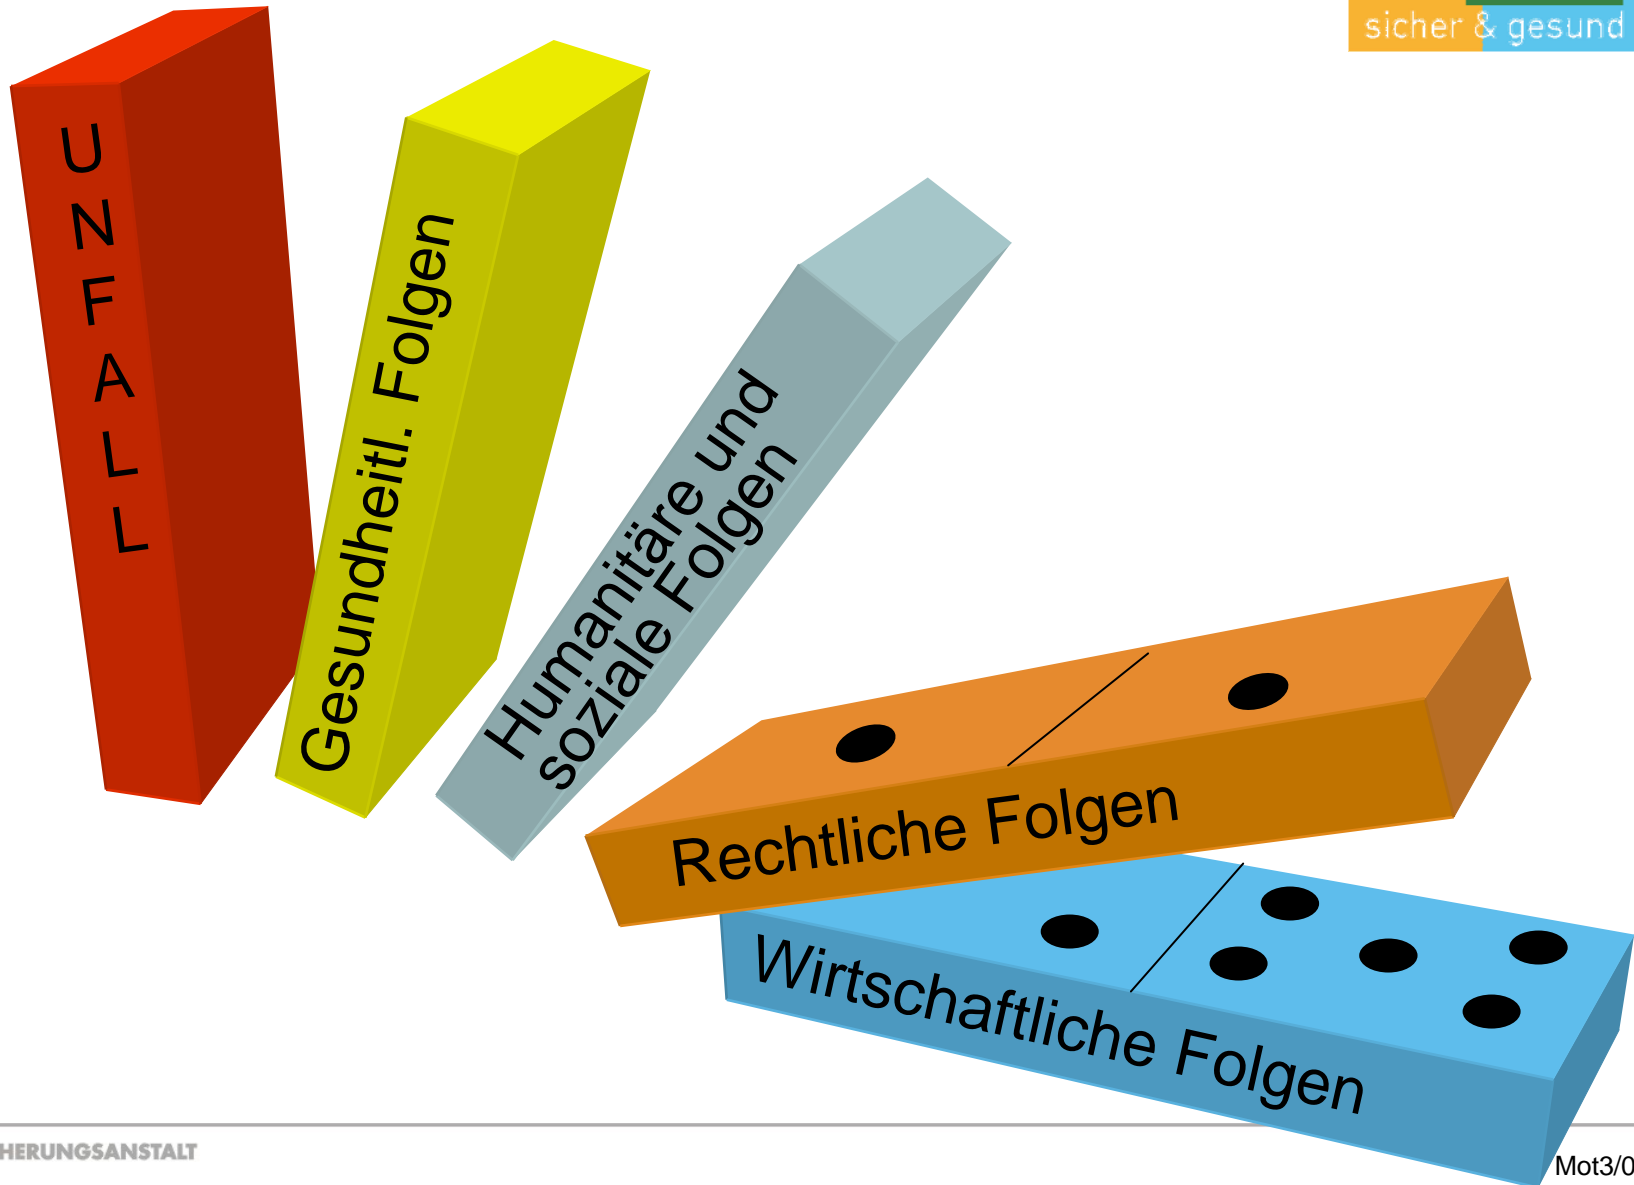 sicher & gesund
UNFALL
Gesundheitl. Folgen
Humanitäre und
soziale Folgen
Rechtliche Folgen
Wirtschaftliche Folgen
HERUNGSANSTALT
Mot3/0